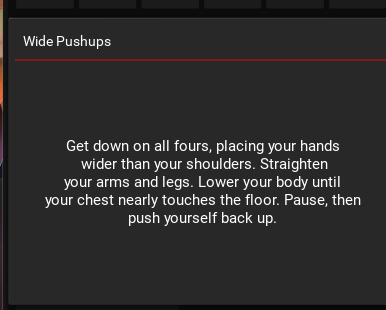 Wide Pushups
Get down on all fours, placing your hands
wider than your shoulders. Straighten
your arms and legs. Lower your body until
your chest nearly touches the floor. Pause, then
push yourself back up.